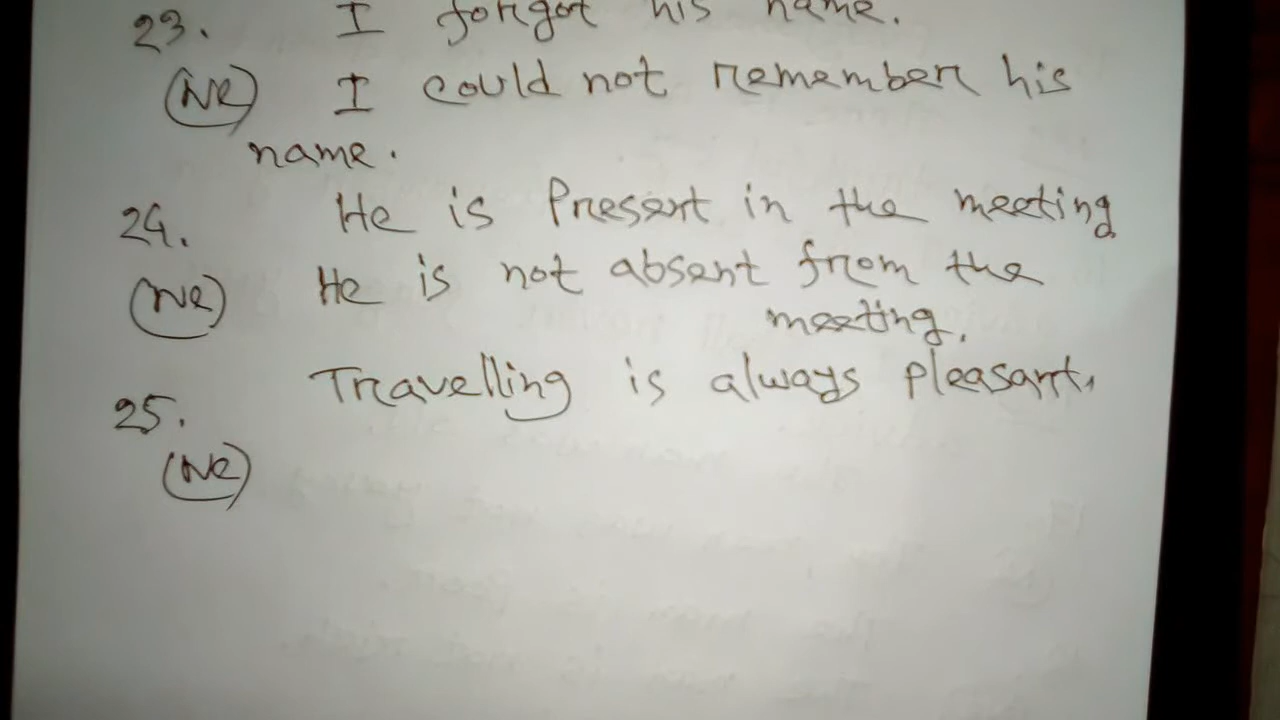 23. I forgot his name.
(Ne) I could not remember his
name.
24. He is Present in the meeting
(Ne) He is not absent from the
meeting.
25. Travelling is always pleasant.
(Ne)